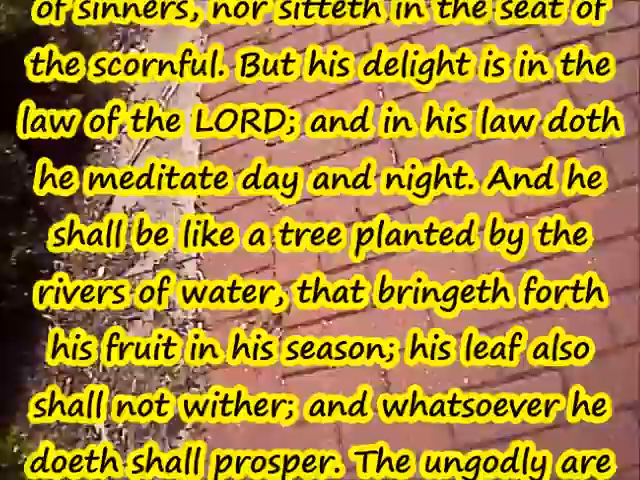 of sinners, nor sitteth in the seat of
the scornful. But his delight is in the
law of the LORD; and in his law doth
he meditate day and night. And he
shall be like a tree planted by the
rivers of water, that bringeth forth
his fruit in his season; his leaf also
shall not wither; and whatsoever he
doeth shall prosper. The ungodly are